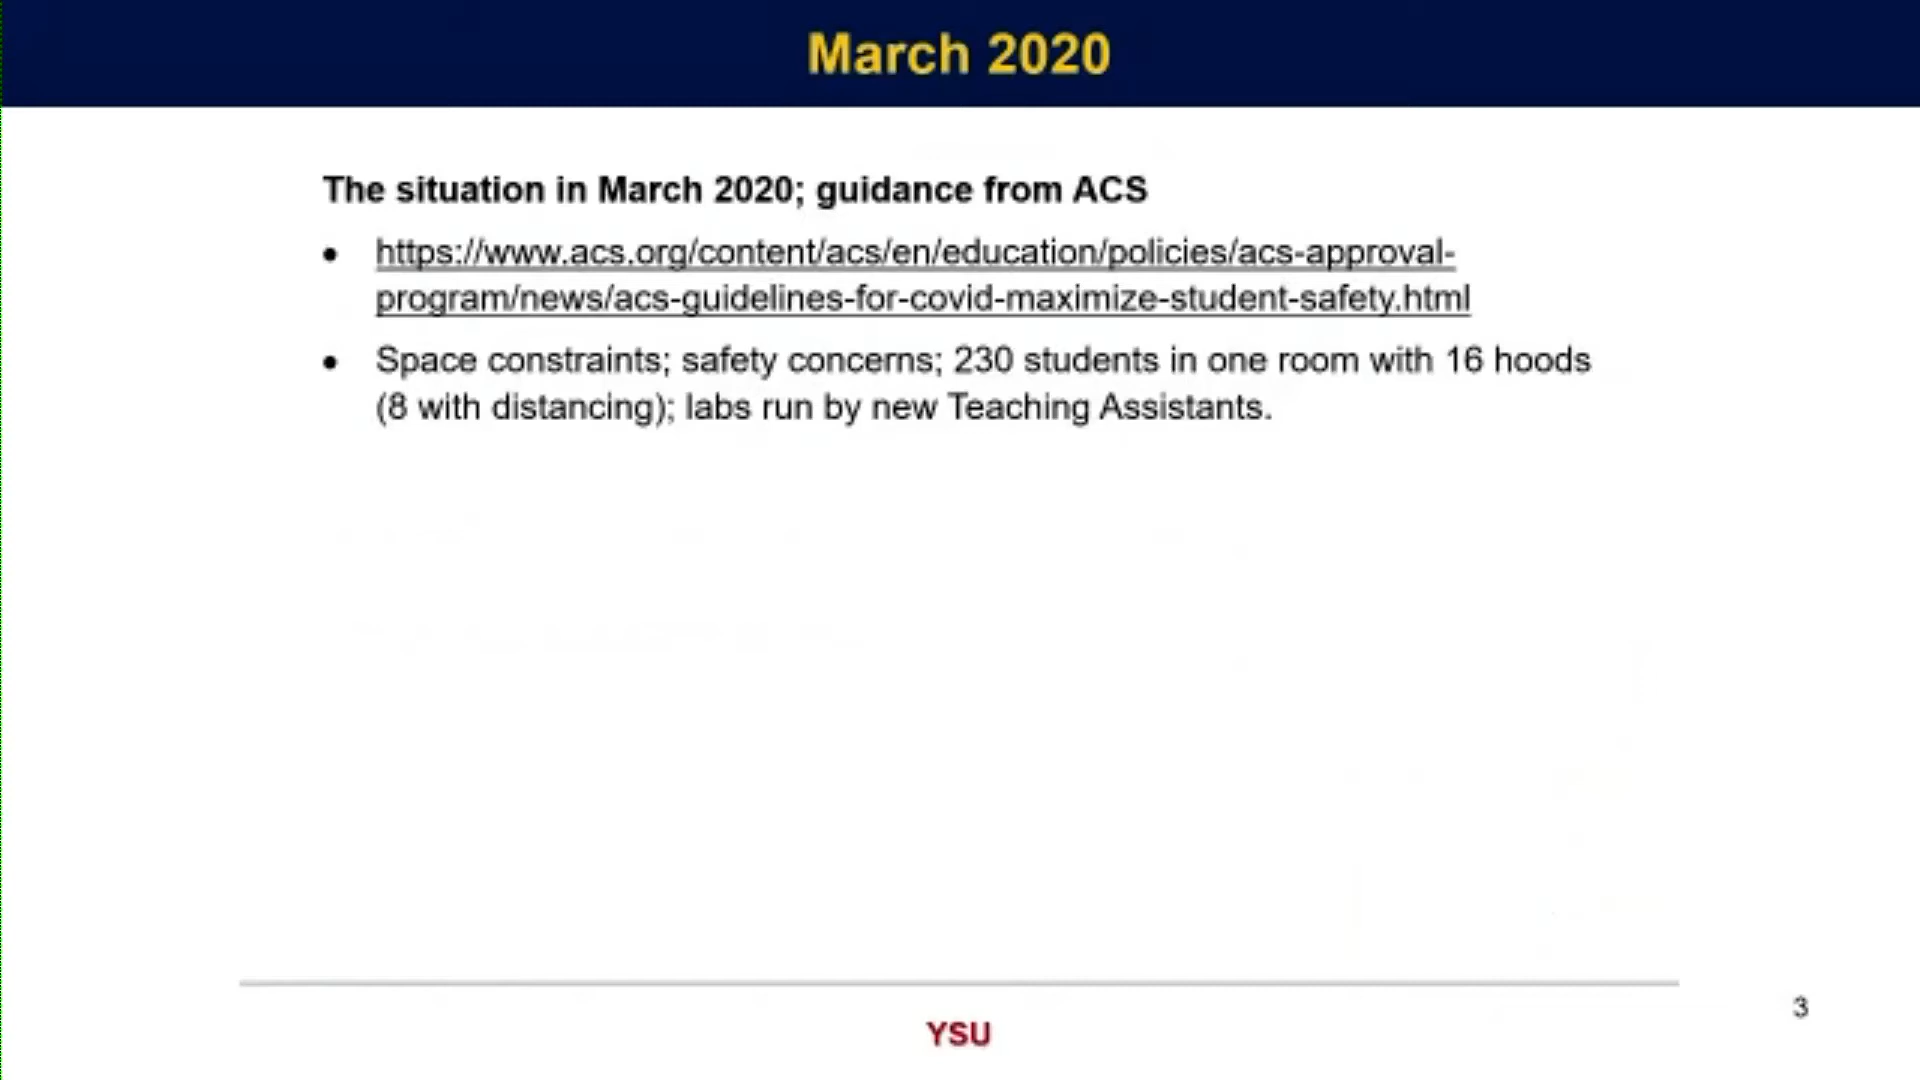 March 2020
The situation in March 2020; guidance from ACS
• https://www.acs.org/content/acs/en/education/policies/acs-approval-
program/news/acs-guidelines-for-covid-maximize-student-safety.html
• Space constraints; safety concerns; 230 students in one room with 16 hoods
(8 with distancing); labs run by new Teaching Assistants.
3
YSU